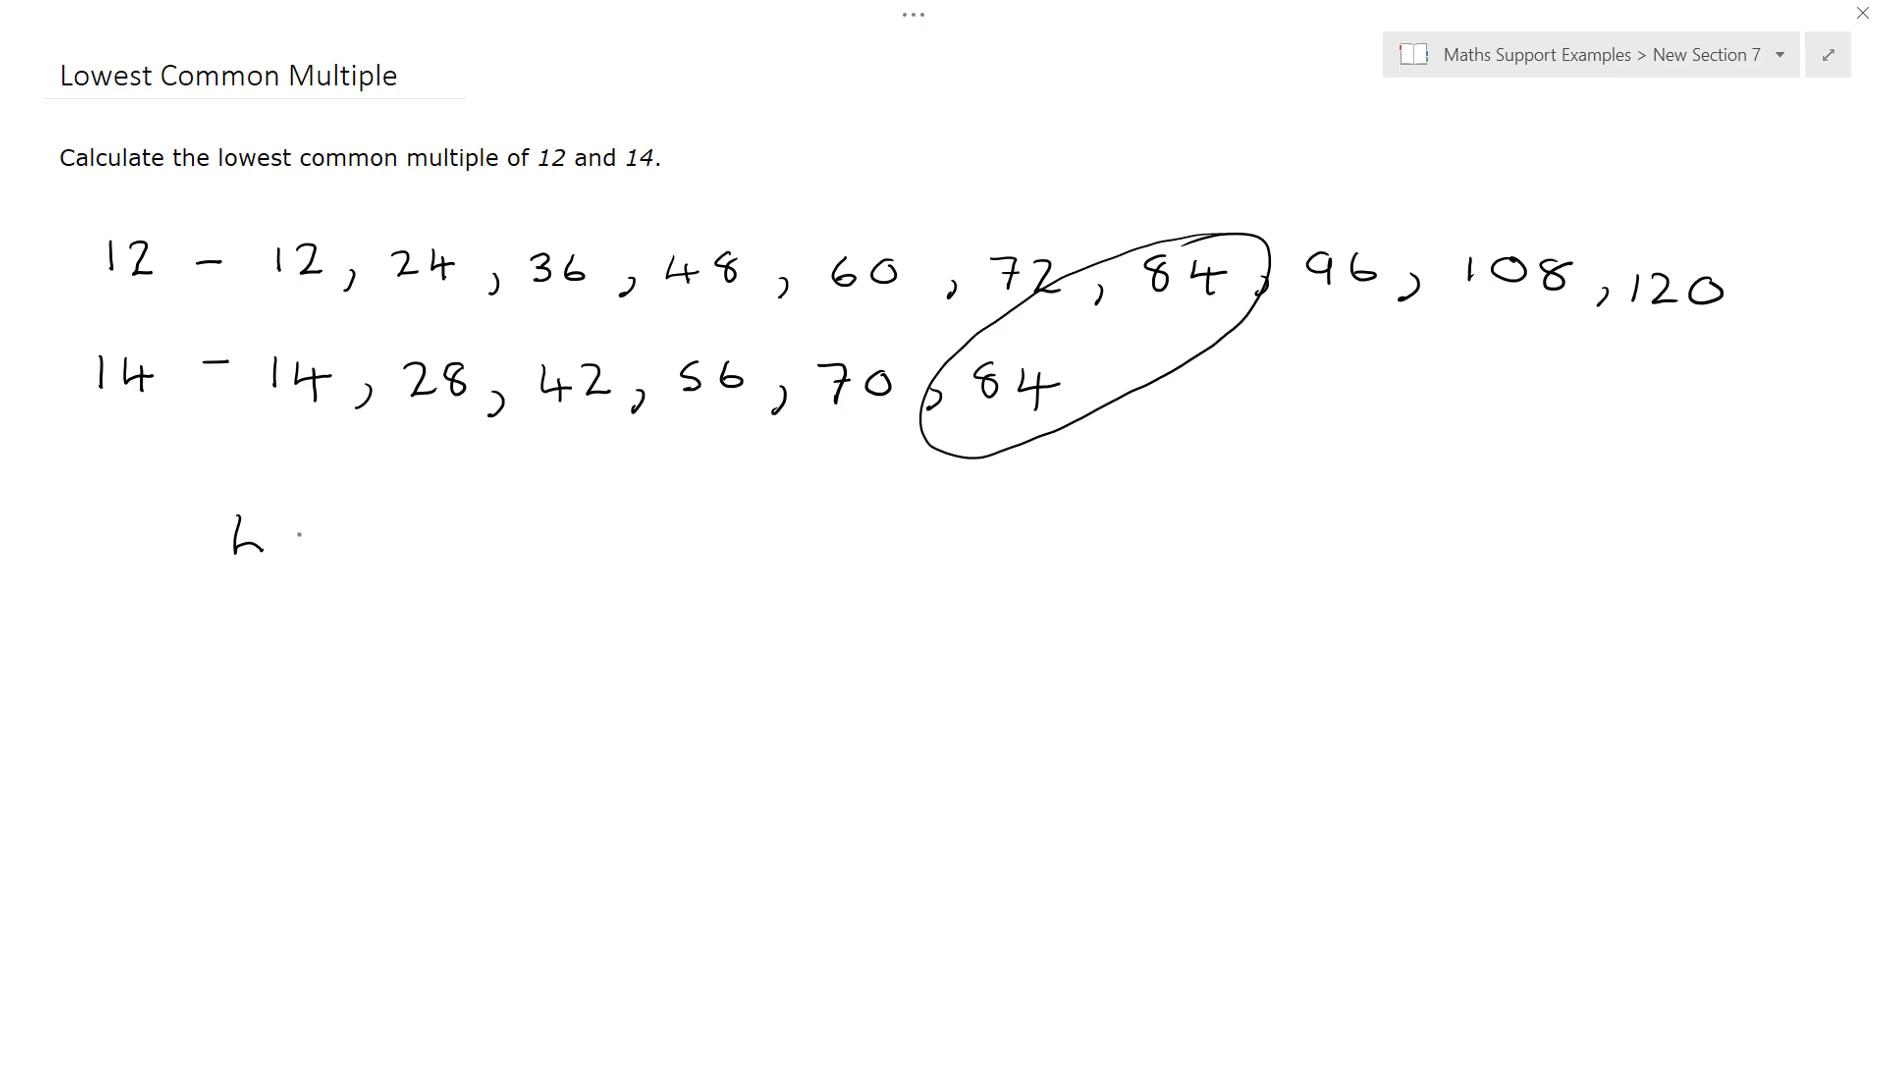 Maths Support Examples > New Section 7
Lowest Common Multiple
Calculate the lowest common multiple of 12 and 14.
12 - 12, 24, 36, 48, 60, 72, 84, 96, 108, 120
14 - 14, 28, 42, 56, 70, 84
L